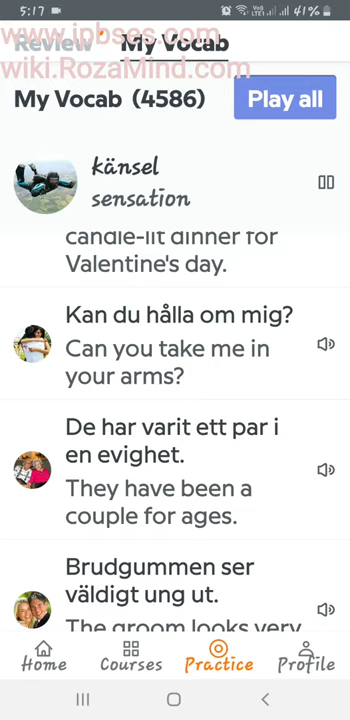 5:17
41%
www.ipbses.com
Review My Vocab
wiki.RozaMind.com
My Vocab (4586)
Play all
känsel
sensation
candle-lit dinner for
Valentine's day.
Kan du hålla om mig?
Can you take me in
your arms?
De har varit ett par i
en evighet.
They have been a
couple for ages.
Brudgummen ser
väldigt ung ut.
The groom looks very
Home Courses Practice Profile